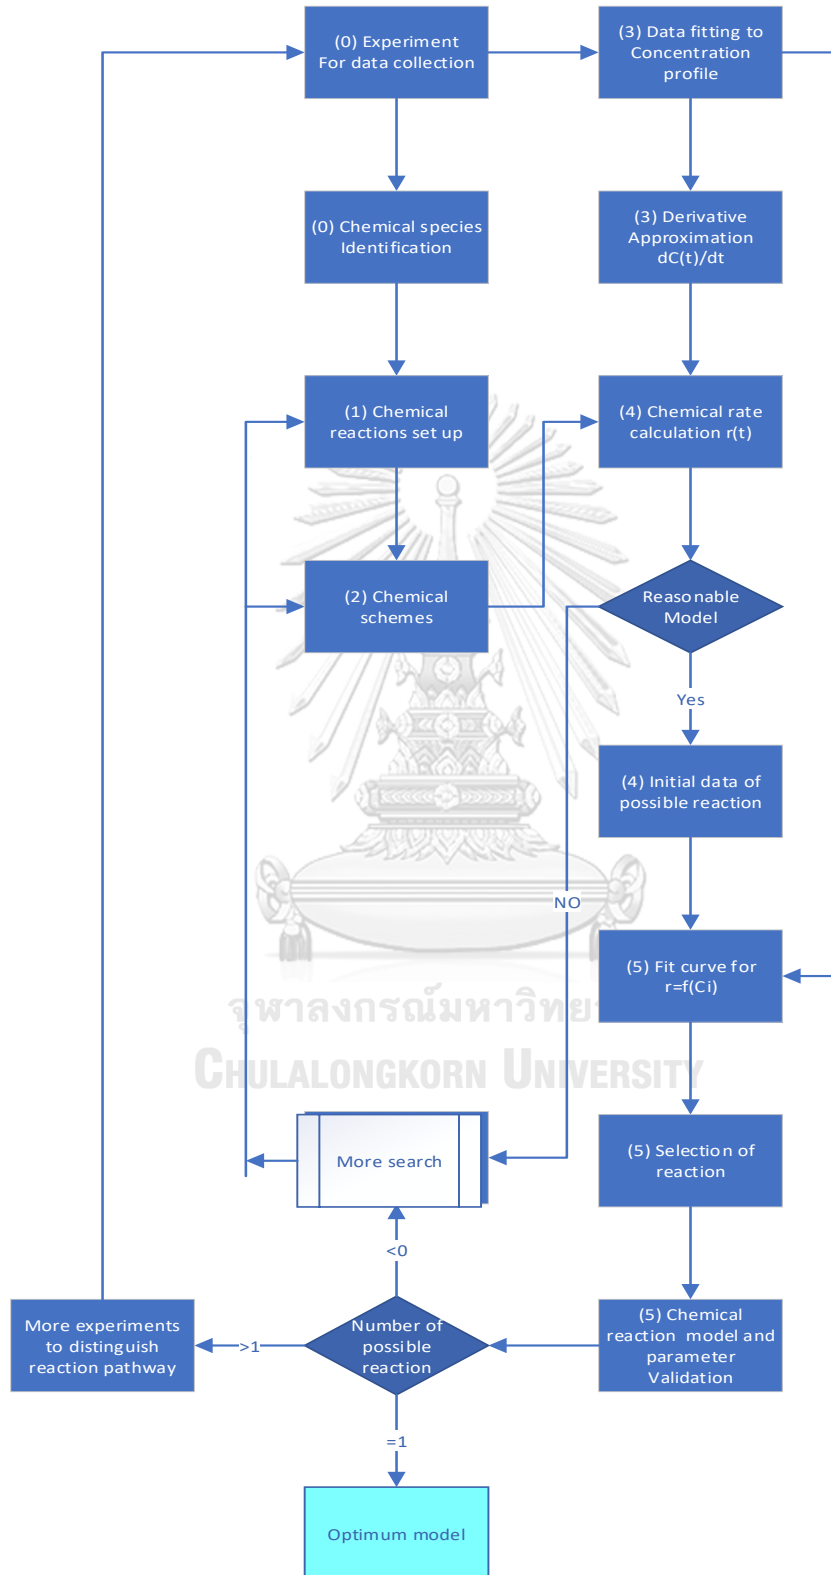 (0) Experiment
For data collection
(3) Data fitting to
Concentration
profile
(0) Chemical species
Identification
(3) Derivative
Approximation
dC(t)/dt
(1) Chemical
reactions set up
(4) Chemical rate
calculation r(t)
(2) Chemical
schemes
Reasonable
Model
Yes
(4) Initial data of
possible reaction
NO
(5) Fit curve for
r=f(Ci)
จุฬาลงกรณ์มหาวิทย
CHULALONGKORN UNIVERSITY
More search
(5) Selection of
reaction
<0
More experiments
to distinguish
reaction pathway
>1
Number of
possible
reaction
(5) Chemical
reaction model and
parameter
Validation
=1
Optimum model